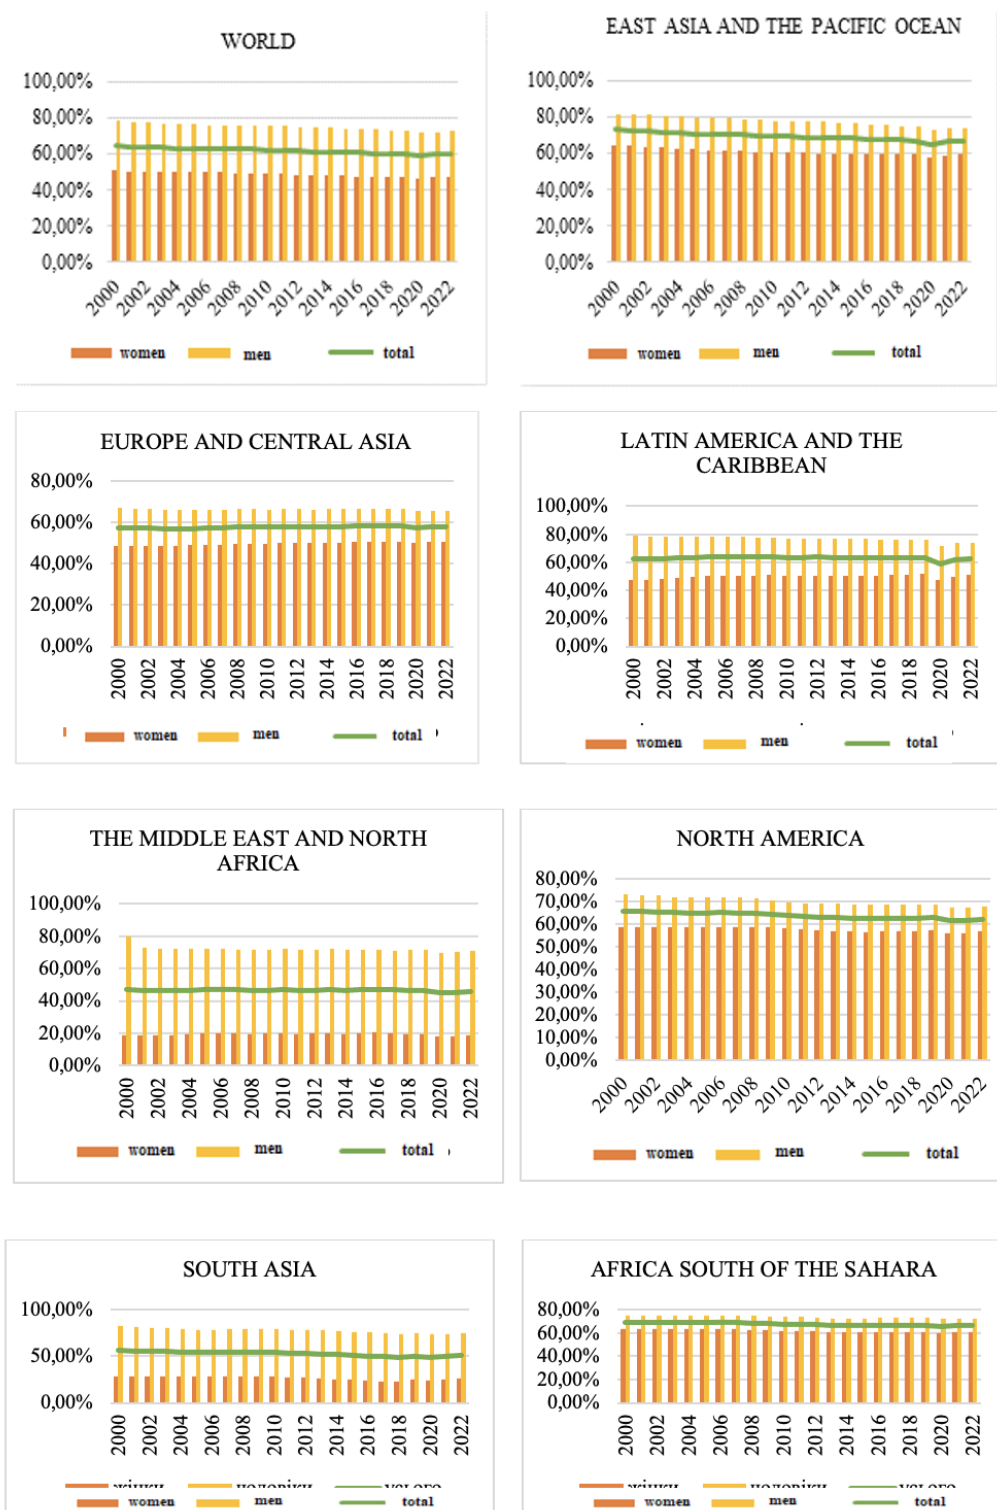 WORLD
100,00%
80,00%
60,00%
40,00%
20,00%
0,00%
2000 2002 2004 2006 2008 2010 2012 2014 2016 2018 2020 2022
women men total
EAST ASIA AND THE PACIFIC OCEAN
100,00%
80,00%
60,00%
40,00%
20,00%
0,00%
2000 2002 2004 2006 2008 2010 2012 2014 2016 2018 2020 2022
women men total
EUROPE AND CENTRAL ASIA
80,00%
60,00%
40,00%
20,00%
0,00%
2000 2002 2004 2006 2008 2010 2012 2014 2016 2018 2020 2022
women men total
LATIN AMERICA AND THE
CARIBBEAN
100,00%
80,00%
60,00%
40,00%
20,00%
0,00%
2000 2002 2004 2006 2008 2010 2012 2014 2016 2018 2020 2022
women men total
THE MIDDLE EAST AND NORTH
AFRICA
100,00%
80,00%
60,00%
40,00%
20,00%
0,00%
2000 2002 2004 2006 2008 2010 2012 2014 2016 2018 2020 2022
women men total
NORTH AMERICA
80,00%
70,00%
60,00%
50,00%
40,00%
30,00%
20,00%
10,00%
0,00%
2000 2002 2004 2006 2008 2010 2012 2014 2016 2018 2020 2022
women men total
SOUTH ASIA
100,00%
50,00%
0,00%
2000 2002 2004 2006 2008 2010 2012 2014 2016 2018 2020 2022
women men total
AFRICA SOUTH OF THE SAHARA
80,00%
60,00%
40,00%
20,00%
0,00%
2000 2002 2004 2006 2008 2010 2012 2014 2016 2018 2020 2022
women men total